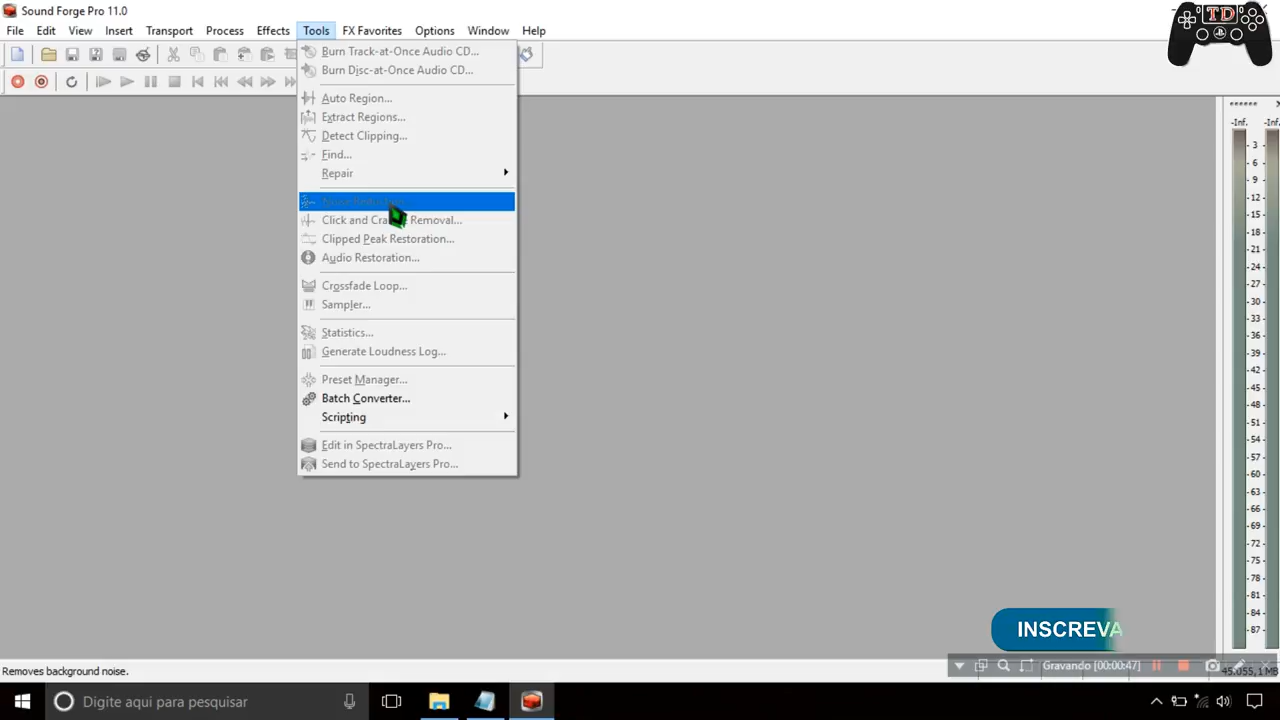 Sound Forge Pro 11.0
TD
File Edit View Insert Transport Process Effects Tools FX Favorites Options Window Help
Burn Track-at-Once Audio CD...
Burn Disc-at-Once Audio CD...
Auto Region...
Extract Regions...
Detect Clipping...
Find...
Repair
Click and Removal...
Clipped Peak Restoration...
Audio Restoration...
Crossfade Loop...
Sampler...
Statistics...
Generate Loudness Log...
Preset Manager...
Batch Converter...
Scripting
Edit in SpectraLayers Pro...
Send to SpectraLayers Pro...
-Inf. -Inf.
3
6
9
12
15
18
21
24
27
30
33
36
39
42
45
48
51
54
57
60
63
66
69
72
75
78
81
84
87
INSCREVA
Removes background noise.
Gravando [00:00:47]
45.055,1 MB
Digite aqui para pesquisar